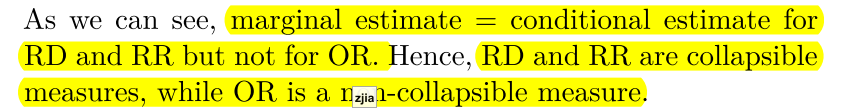 As we can see, marginal estimate = conditional estimate for
RD and RR but not for OR. Hence, RD and RR are collapsible
measures, while OR is a -collapsible measure.
zjia